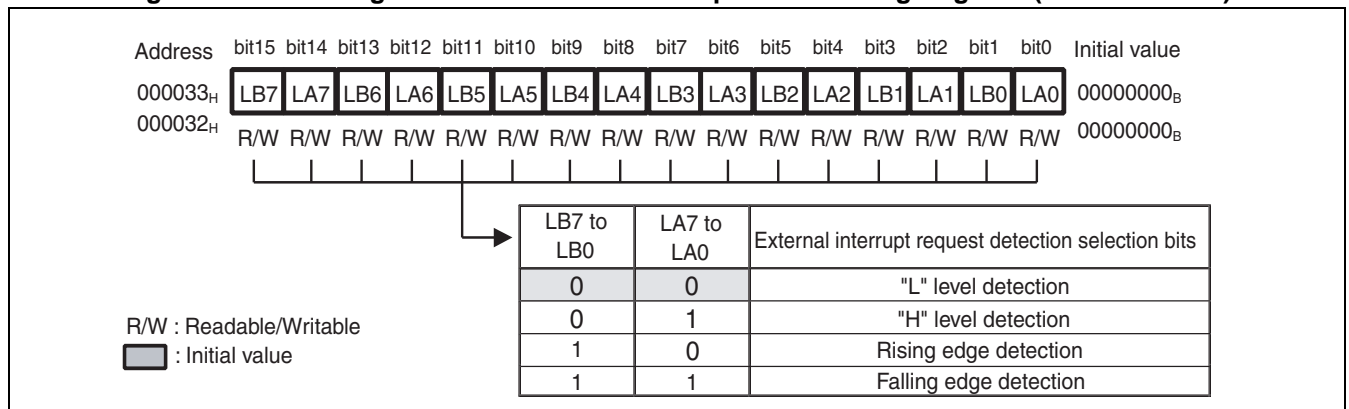 Address bit15 bit14 bit13 bit12 bit11 bit10 bit9 bit8 bit7 bit6 bit5 bit4 bit3 bit2 bit1 bit0 Initial value
000033H LB7 LA7 LB6 LA6 LB5 LA5 LB4 LA4 LB3 LA3 LB2 LA2 LB1 LA1 LB0 LA0 00000000B
000032H R/W R/W R/W R/W R/W R/W R/W R/W R/W R/W R/W R/W R/W R/W R/W R/W 00000000B
LB7 to LB0 LA7 to LA0 External interrupt request detection selection bits
0 0 "L" level detection
0 1 "H" level detection
1 0 Rising edge detection
1 1 Falling edge detection
R/W : Readable/Writable
: Initial value